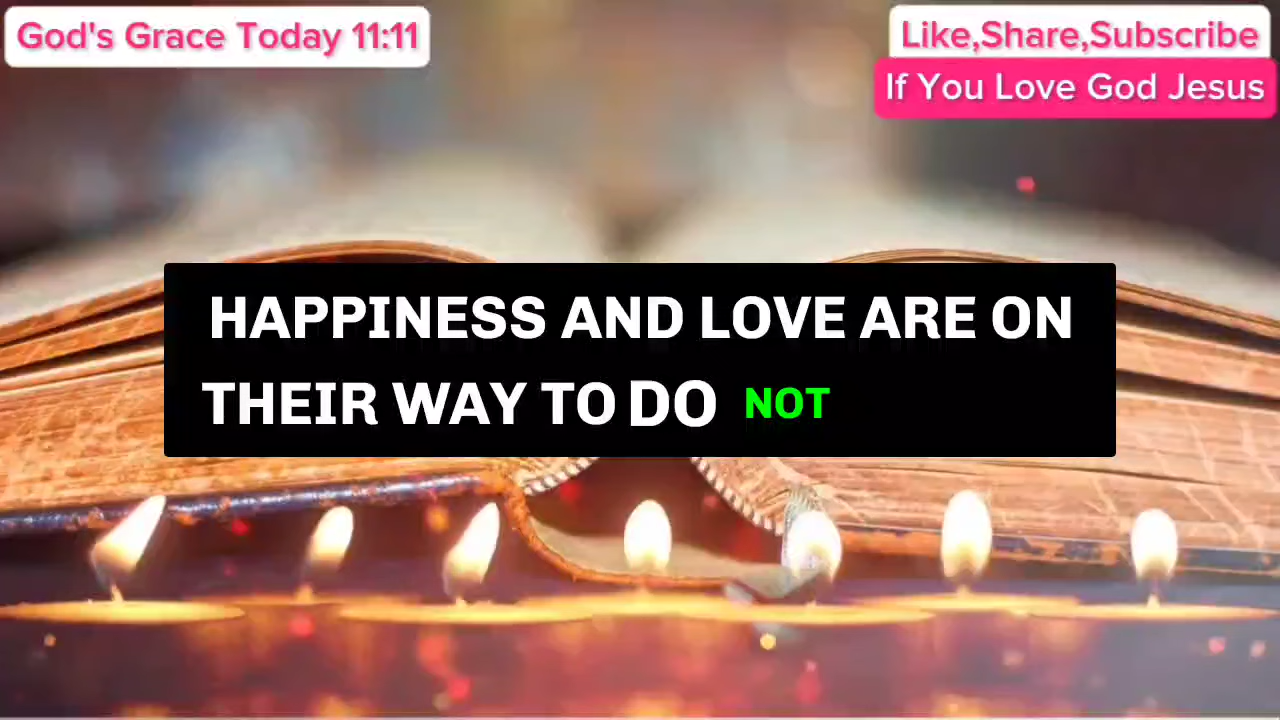 God's Grace Today 11:11
Like,Share,Subscribe
If You Love God Jesus
HAPPINESS AND LOVE ARE ON
THEIR WAY TO DO NOT